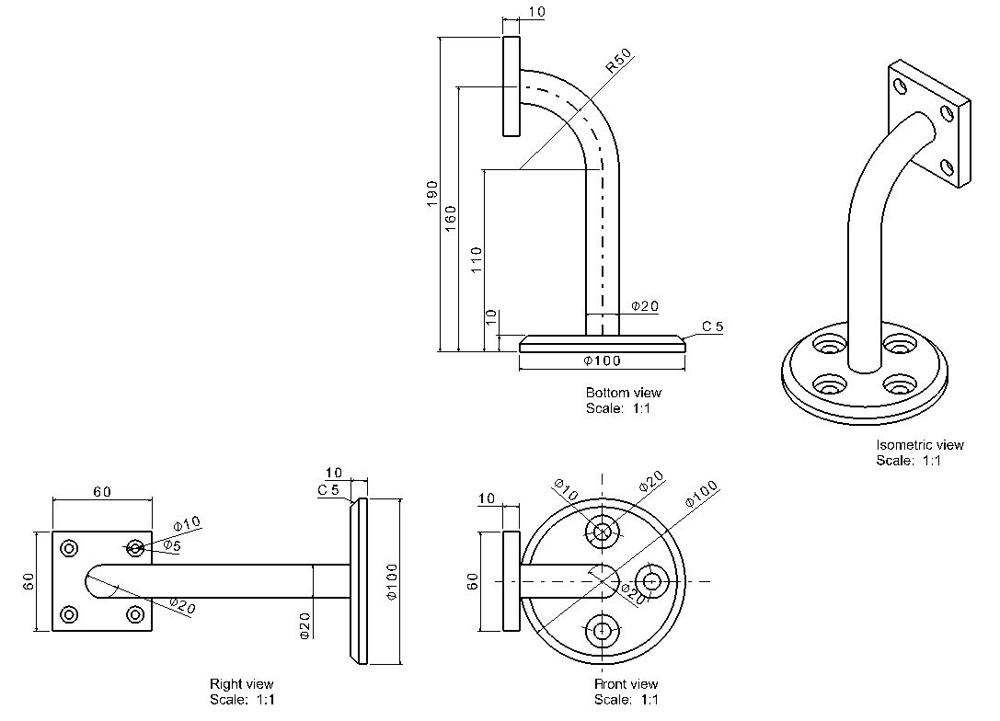 10
R50
190
160
110
10
Φ20
C 5
Φ100
Bottom view
Scale: 1:1
Isometric view
Scale: 1:1
60
60
Φ10
Φ5
Φ20
Φ20
10
C 5
Φ100
Right view
Scale: 1:1
10
60
Φ10
Φ20
Φ100
Φ20
Front view
Scale: 1:1